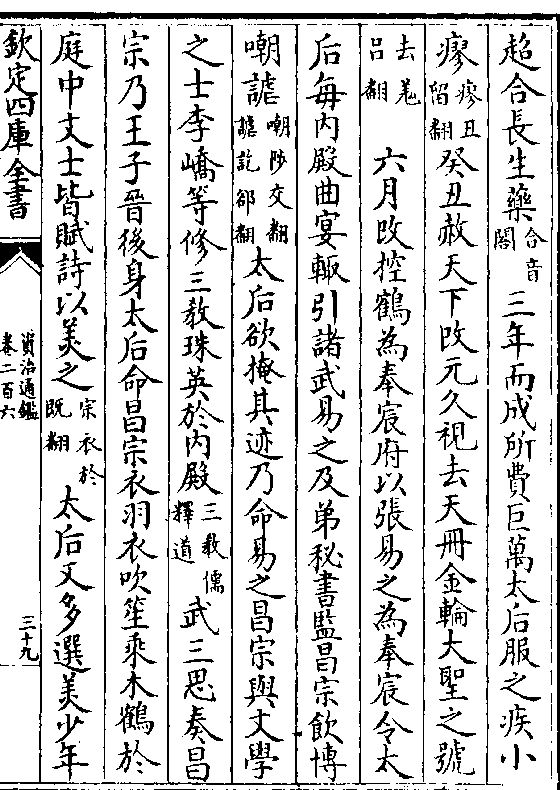 超合長生藥合音閤三年而成所費巨萬太后服之疾小
瘳瘳丑留翻癸丑赦天下改元久視去天冊金輪大聖之號
去羌吕翻六月改控鶴為奉宸府以張易之為奉宸令太
后每内殿曲宴輒引諸武易之及弟秘書監昌宗飲博
嘲謔嘲陟交翻謔訖郤翻太后欲掩其迹乃命易之昌宗與文學
之士李嶠等修三教珠英於内殿三教儒釋道武三思奏昌
宗乃王子晉後身太后命昌宗衣羽衣吹笙乘木鶴於
庭中文士皆賦詩以美之宗衣於既翻太后又多選美少年
欽定四庫全書
資治通鑑
卷二百六
三十九